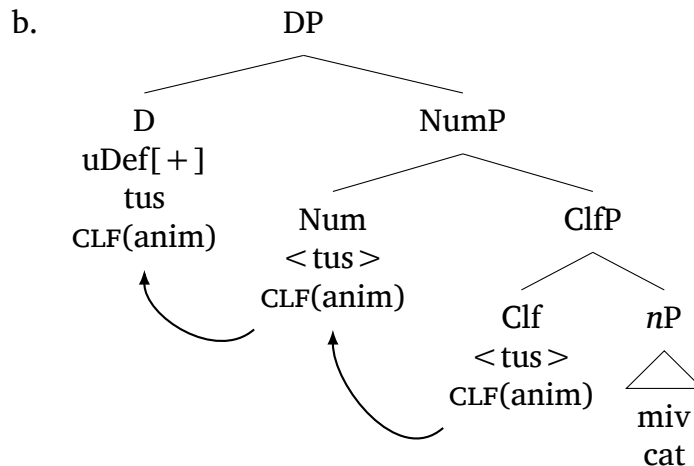 b.
DP
D
NumP
uDef[+]
tus
CLF(anim)
Num
ClfP
<tus>
CLF(anim)
Clf
nP
<tus>
CLF(anim)
miv
cat